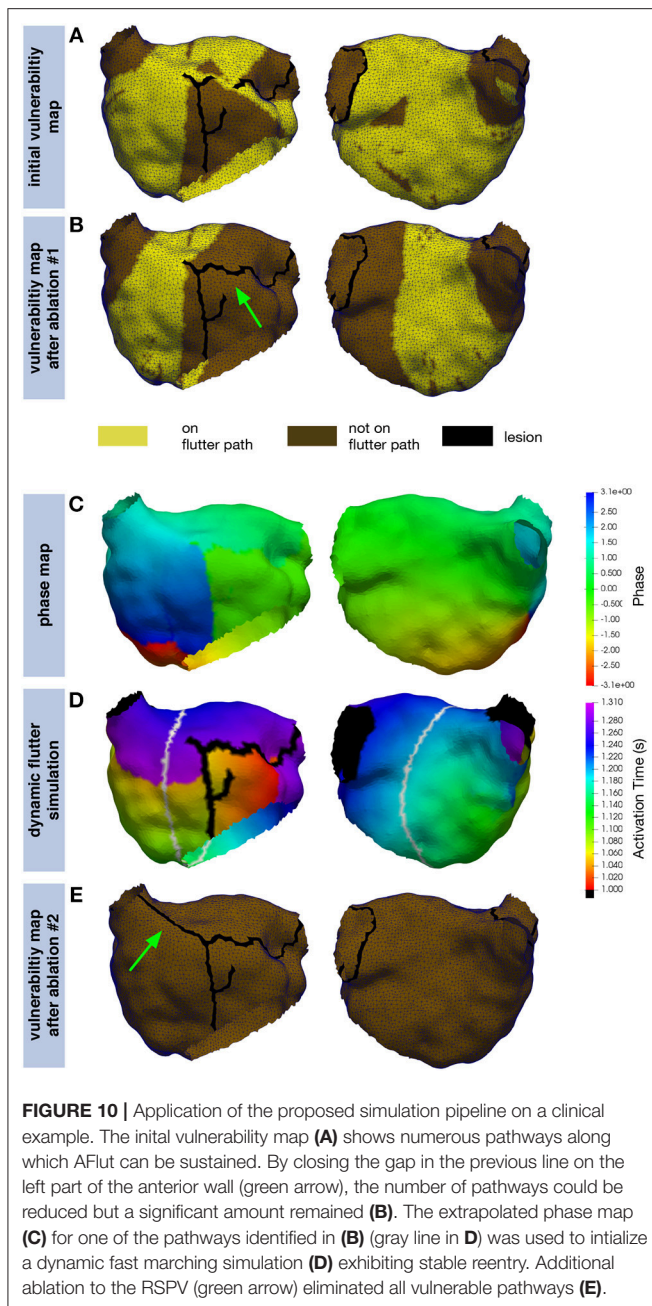 A
initial vulnerability
map
B
vulnerability map
after ablation #1
on
flutter path
not on
flutter path
lesion
C
phase map
3.1e+00
2.00
1.50
1.00
0.500
0.000
-0.500
-1.00
-1.50
-2.00
-2.50
-3.1e+00
Phase
D
dynamic flutter
simulation
1.310
1.280
1.260
1.240
1.220
1.200
1.180
1.160
1.140
1.120
1.100
1.080
1.060
1.040
1.020
1.000
Activation Time (s)
E
vulnerability map
after ablation #2
FIGURE 10 | Application of the proposed simulation pipeline on a clinical
example. The inital vulnerability map (A) shows numerous pathways along
which AFlut can be sustained. By closing the gap in the previous line on the
left part of the anterior wall (green arrow), the number of pathways could be
reduced but a significant amount remained (B). The extrapolated phase map
(C) for one of the pathways identified in (B) (gray line in D) was used to intialize
a dynamic fast marching simulation (D) exhibiting stable reentry. Additional
ablation to the RSPV (green arrow) eliminated all vulnerable pathways (E).